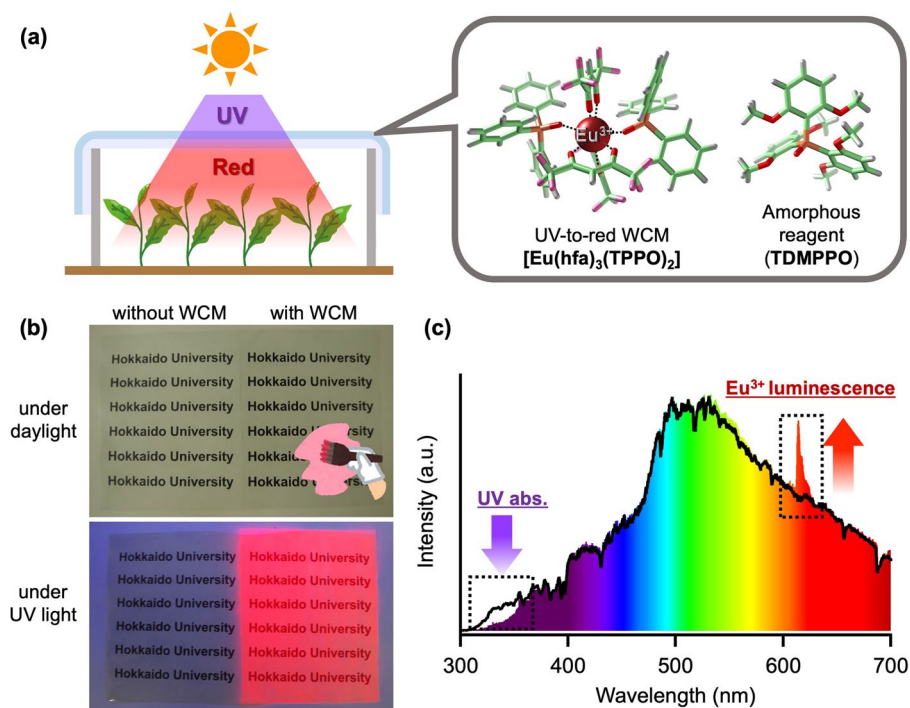 (a)
UV
Red
Eu3+
UV-to-red WCM
[Eu(hfa)3(TPPO)2]
Amorphous
reagent
(TDMPPO)
(b)
without WCM
with WCM
under
daylight
Hokkaido University Hokkaido University
Hokkaido University Hokkaido University
Hokkaido University Hokkaido University
Hokkaido University Hokkaido University
Hokkaido University
Hokkaido University
under
UV light
Hokkaido University Hokkaido University
Hokkaido University Hokkaido University
Hokkaido University Hokkaido University
Hokkaido University Hokkaido University
Hokkaido University Hokkaido University
Hokkaido University Hokkaido University
(c)
Eu3+ luminescence
UV abs.
Intensity (a.u.)
300
400
500
600
700
Wavelength (nm)